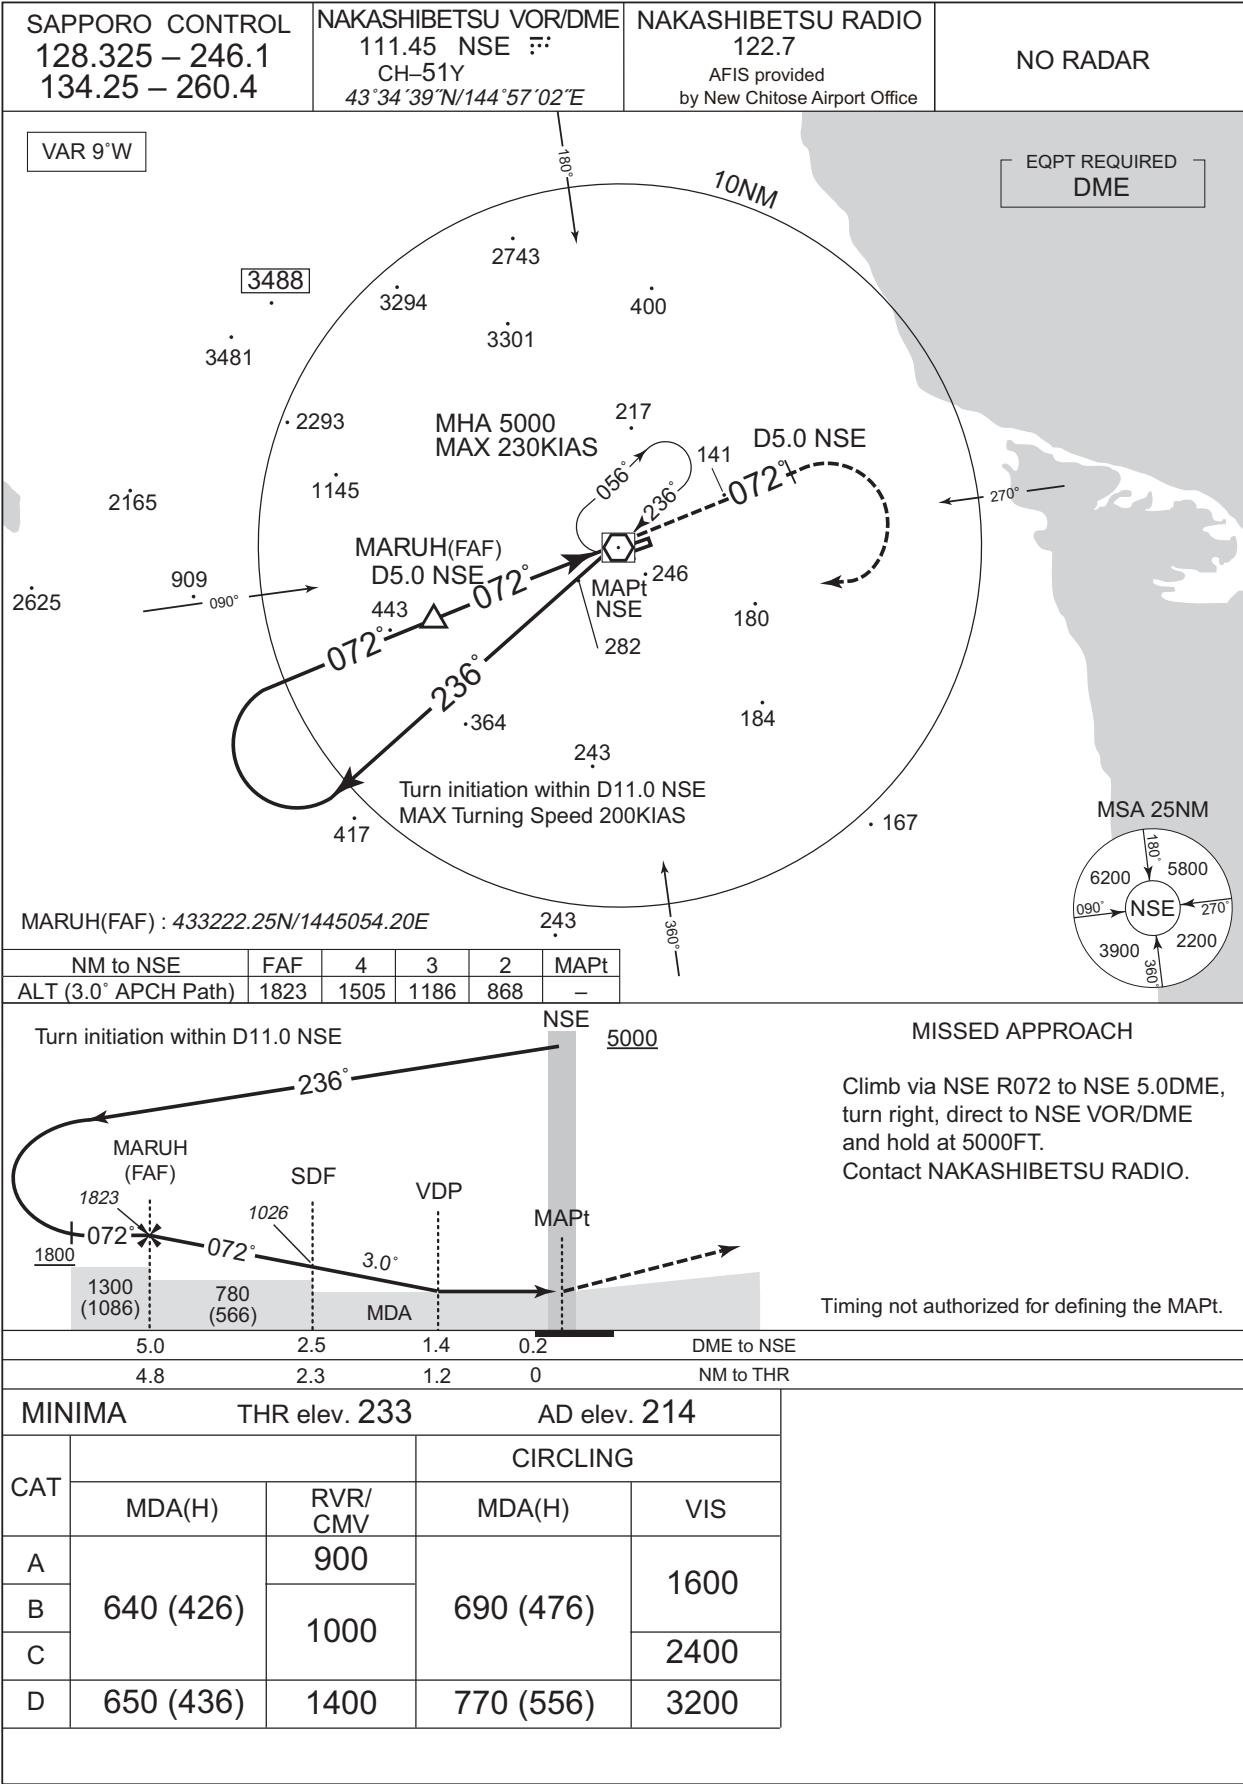 SAPPORO CONTROL
128.325 – 246.1
134.25 – 260.4
NAKASHIBETSU VOR/DME
111.45 NSE
CH–51Y
43˚34´39˝N/144˚57´02˝E
NAKASHIBETSU RADIO
122.7
AFIS provided
by New Chitose Airport Office
NO RADAR
VAR 9˚W
EQPT REQUIRED
DME
180˚
10NM
2743
3488
3294
400
3301
3481
2293
MHA 5000
MAX 230KIAS
217
D5.0 NSE
141
072˚
056˚
236˚
1145
2165
270˚
MARUH(FAF)
D5.0 NSE
072˚
MAPt
NSE
246
909
090˚
2625
443
072˚
180
282
236˚
364
184
243
Turn initiation within D11.0 NSE
MAX Turning Speed 200KIAS
417
167
MSA 25NM
180˚
6200
5800
090˚
NSE
270˚
3900
2200
360˚
MARUH(FAF) : 433222.25N/1445054.20E
243
360˚
NM to NSE FAF 4 3 2 MAPt
ALT (3.0˚ APCH Path) 1823 1505 1186 868 –
Turn initiation within D11.0 NSE
NSE
5000
236˚
MARUH
(FAF)
SDF
VDP
1823
1026
MAPt
072˚
072˚
3.0˚
1800
1300
(1086)
780
(566)
MDA
MISSED APPROACH
Climb via NSE R072 to NSE 5.0DME,
turn right, direct to NSE VOR/DME
and hold at 5000FT.
Contact NAKASHIBETSU RADIO.
Timing not authorized for defining the MAPt.
5.0 2.5 1.4 0.2 DME to NSE
4.8 2.3 1.2 0 NM to THR
MINIMA THR elev. 233 AD elev. 214
CAT
CIRCLING
MDA(H)
RVR/
CMV
MDA(H)
VIS
A
900
1600
B
640 (426)
1000
690 (476)
C
2400
D 650 (436) 1400 770 (556) 3200